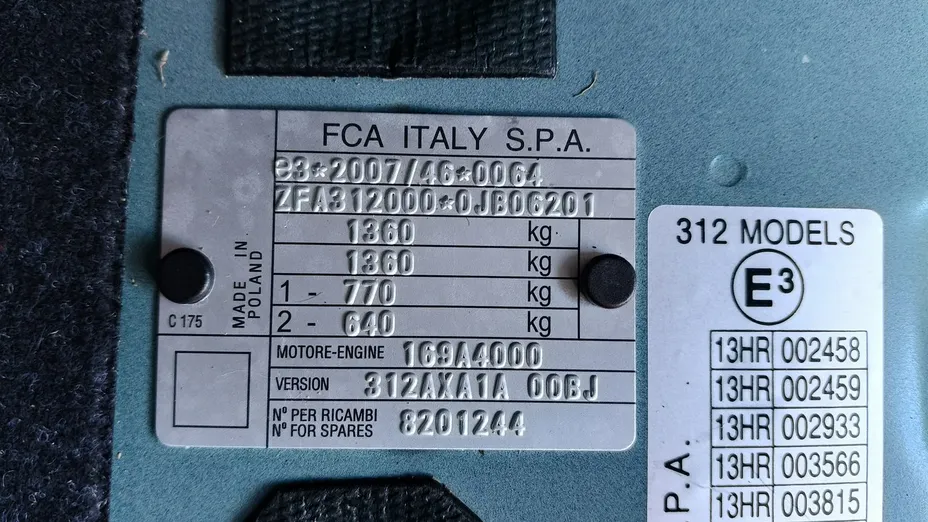 FCA ITALY S.P.A.
e3*2007/46*0064
ZFA312000*0JB06201
1360 kg
1360 kg
1 - 770 kg
2 - 640 kg
MADE IN
POLAND
C 175
MOTORE-ENGINE 169A4000
VERSION 312AXA1A 00BJ
Nº PER RICAMBI
Nº FOR SPARES 8201244
312 MODELS
E3
13HR 002458
13HR 002459
13HR 002933
13HR 003566
13HR 003815
P.A.